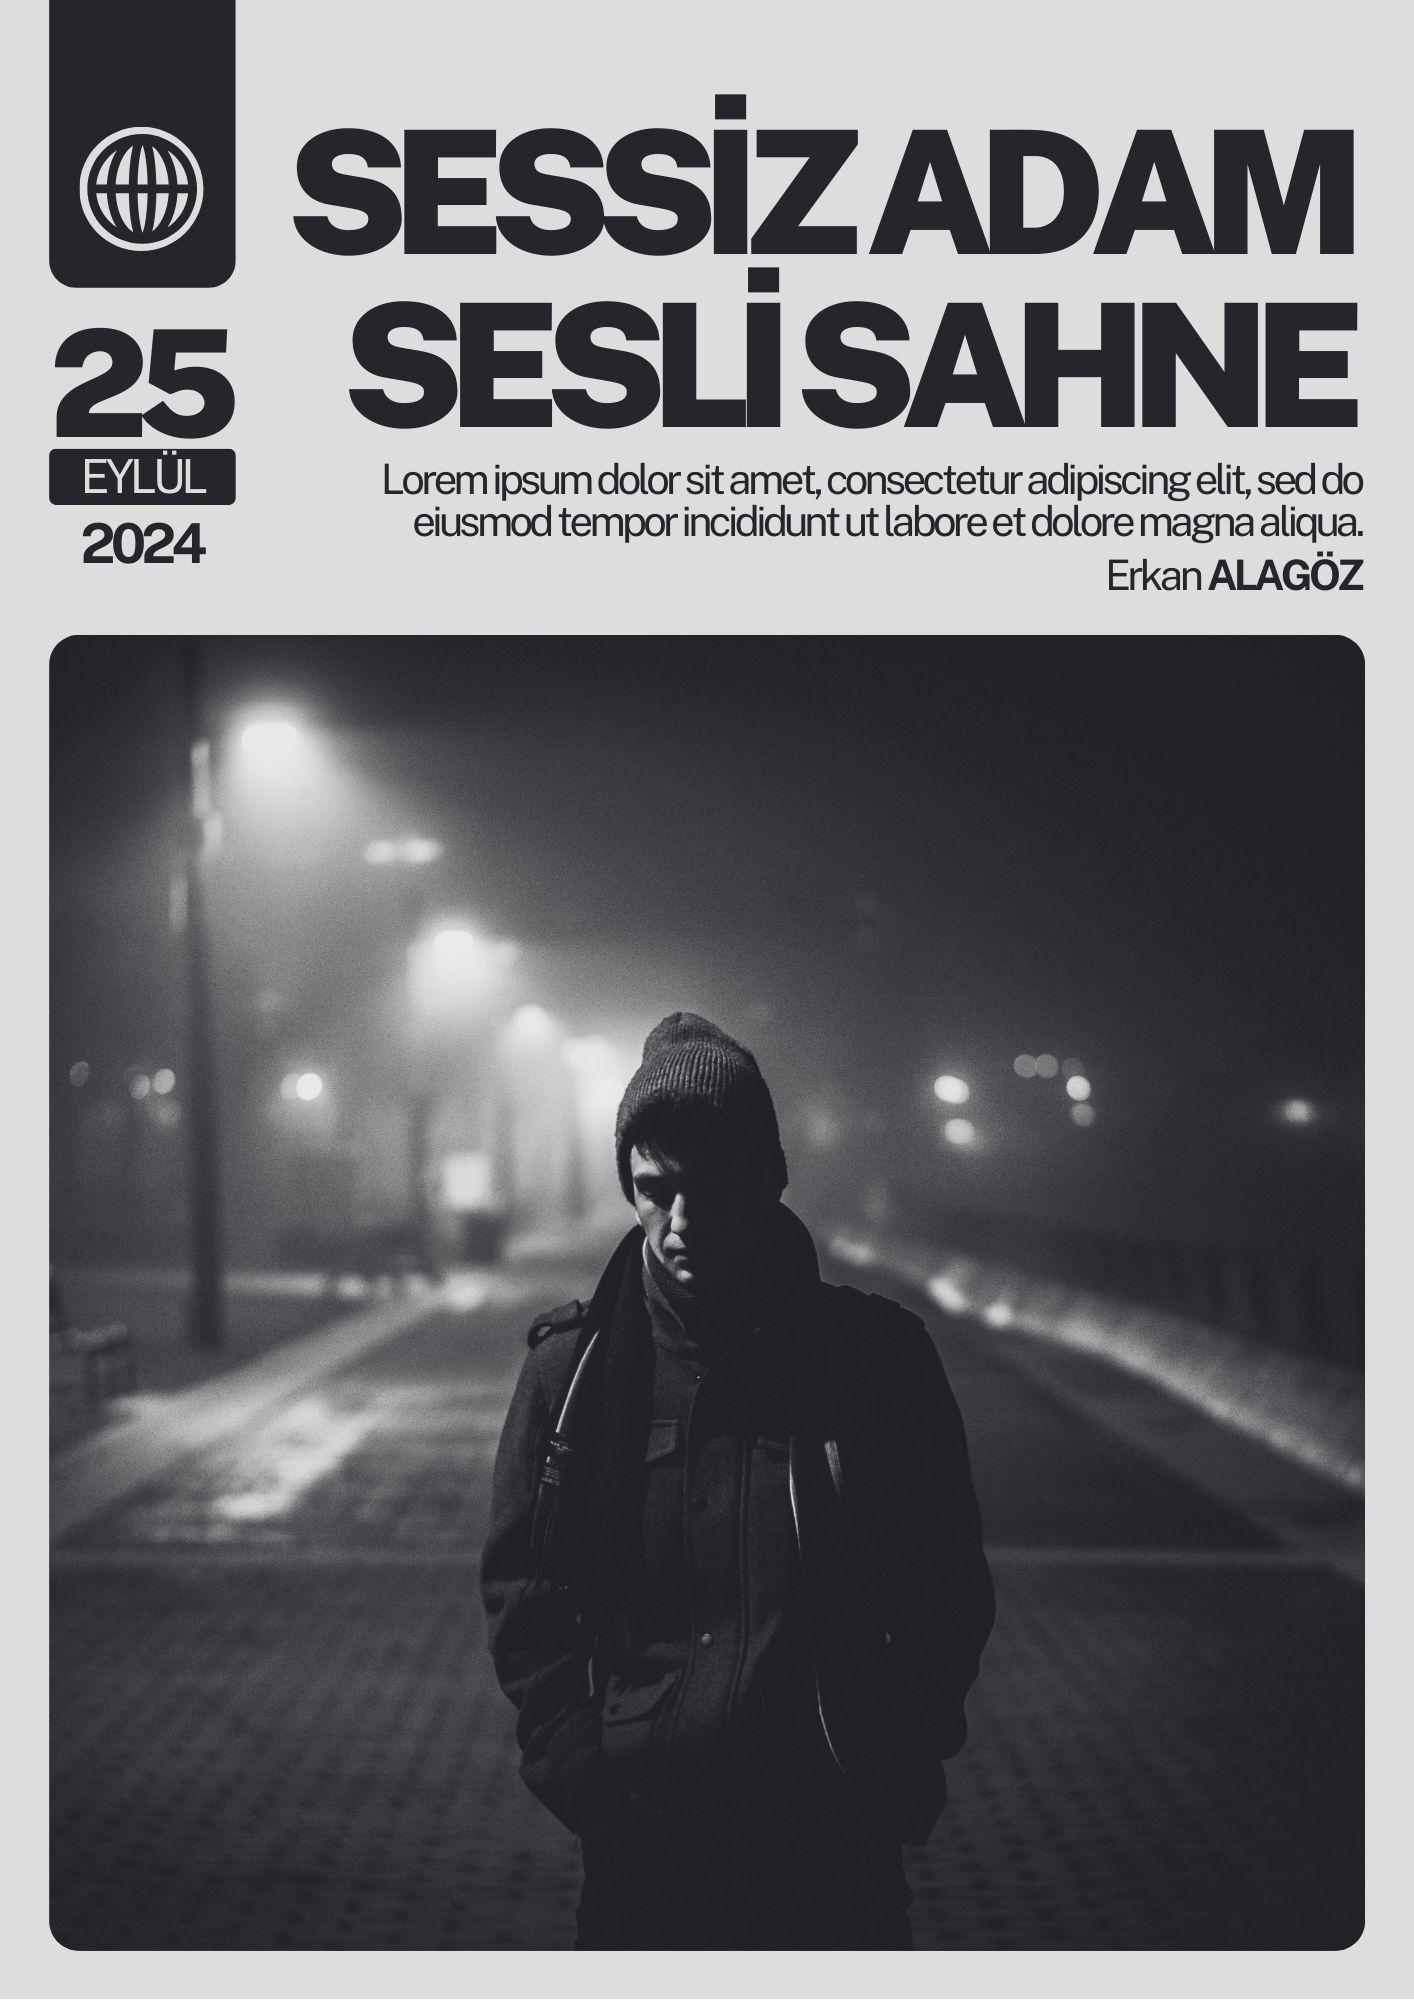 SESSİZ ADAM
SESLİ SAHNE
25
EYLÜL
2024
Lorem ipsum dolor sit amet, consectetur adipiscing elit, sed do
eiusmod tempor incididunt ut labore et dolore magna aliqua.
Erkan ALAGÖZ